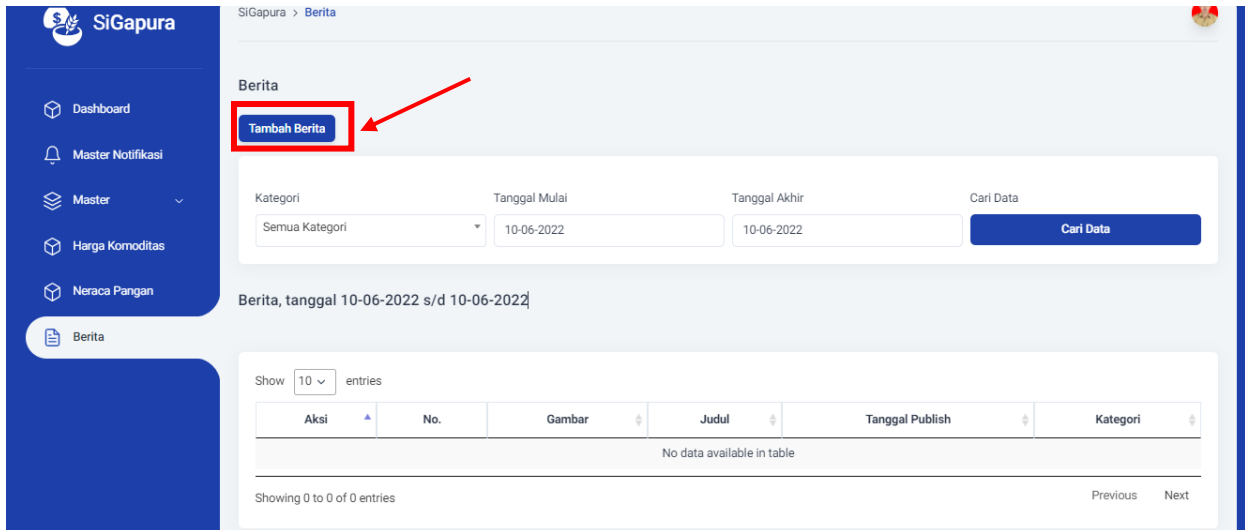 SiGapura
SiGapura > Berita
Dashboard
Master Notifikasi
Master
Harga Komoditas
Neraca Pangan
Berita
Berita
Tambah Berita
Kategori Tanggal Mulai Tanggal Akhir Cari Data
Semua Kategori 10-06-2022 10-06-2022 Cari Data
Berita, tanggal 10-06-2022 s/d 10-06-2022
Show 10 entries
Aksi No. Gambar Judul Tanggal Publish Kategori
No data available in table
Showing 0 to 0 of 0 entries Previous Next